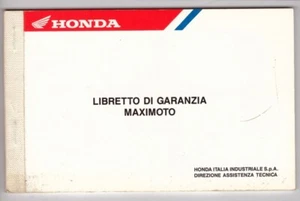 HONDA
LIBRETTO DI GARANZIA
MAXIMOTO
HONDA ITALIA INDUSTRIALE S.p.A.
DIREZIONE ASSISTENZA TECNICA